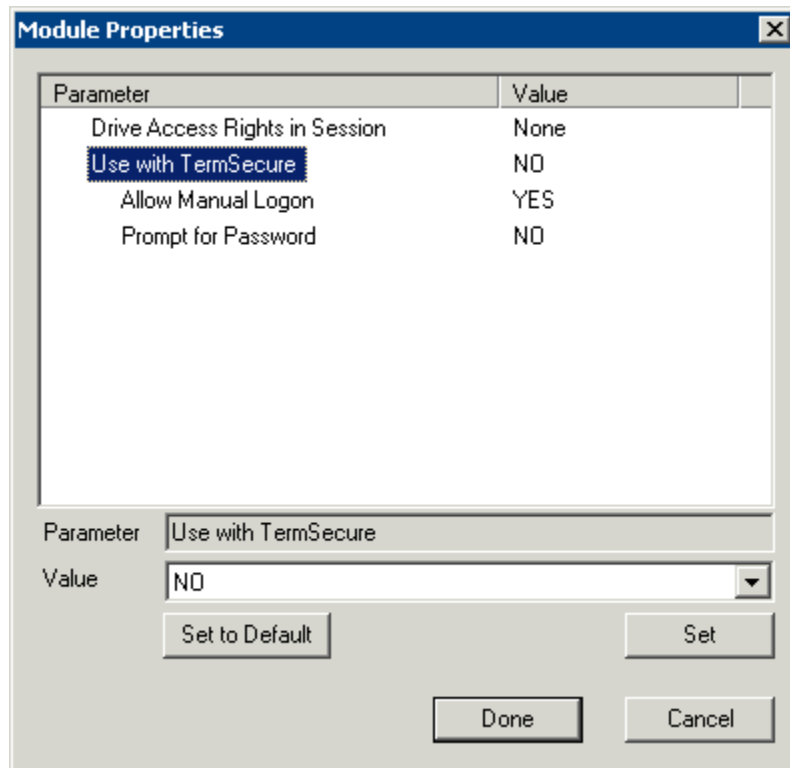 Module Properties
Parameter Value
Drive Access Rights in Session None
Use with TermSecure NO
Allow Manual Logon YES
Prompt for Password NO
Parameter Use with TermSecure
Value NO
Set to Default Set
Done Cancel